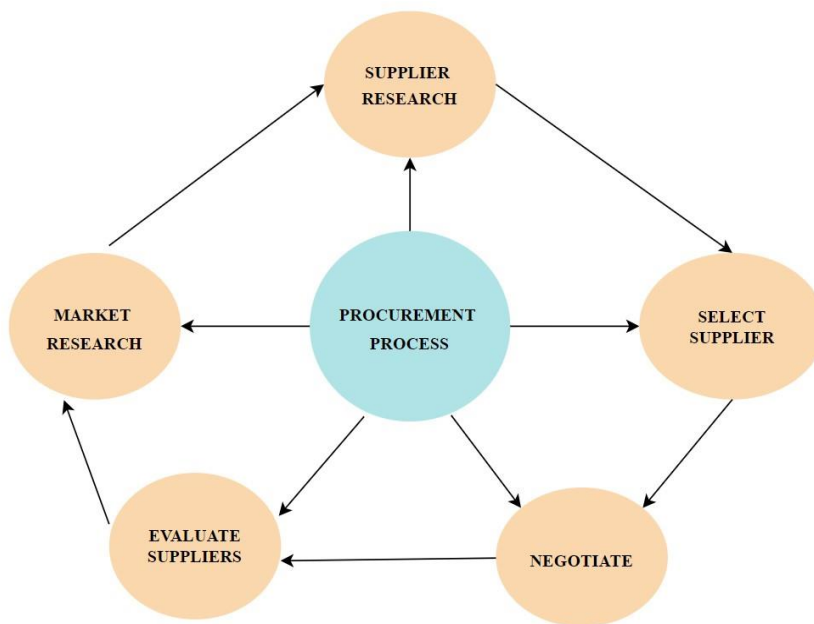 SUPPLIER
RESEARCH
MARKET
RESEARCH
PROCUREMENT
PROCESS
SELECT
SUPPLIER
EVALUATE
SUPPLIERS
NEGOTIATE